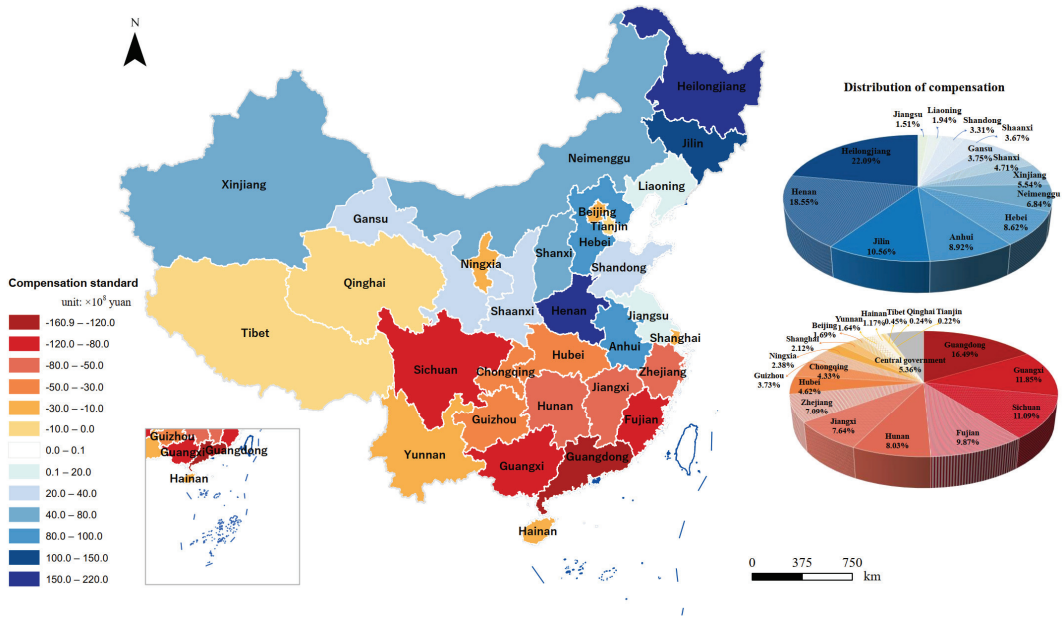 N
Heilongjiang
Jilin
Neimenggu
Xinjiang
Liaoning
Gansu
Beijing
Tianjin
Hebei
Ningxia
Shanxi
Shandong
Qinghai
Shaanxi
Henan
Jiangsu
Tibet
Shanghai
Anhui
Hubei
Sichuan
Chongqing
Zhejiang
Jiangxi
Hunan
Guizhou
Fujian
Yunnan
Guangdong
Guangxi
Hainan
Compensation standard
unit: ×10⁸ yuan
-160.9 – -120.0
-120.0 – -80.0
-80.0 – -50.0
-50.0 – -30.0
-30.0 – -10.0
-10.0 – 0.0
0.0 – 0.1
0.1 – 20.0
20.0 – 40.0
40.0 – 80.0
80.0 – 100.0
100.0 – 150.0
150.0 – 220.0
Guizhou
Guangxi
Guangdong
Hainan
Distribution of compensation
Jiangsu
1.51%
Liaoning
1.94%
Shandong
3.31%
Shaanxi
3.67%
Gansu
3.75%
Shanxi
4.71%
Xinjiang
5.54%
Neimenggu
6.84%
Hebei
8.62%
Anhui
8.92%
Jilin
10.56%
Henan
18.55%
Heilongjiang
22.09%
Guangdong
16.49%
Guangxi
11.85%
Sichuan
11.09%
Fujian
9.87%
Hunan
8.03%
Jiangxi
7.64%
Zhejiang
7.09%
Hubei
4.62%
Chongqing
4.33%
Guizhou
3.73%
Ningxia
2.38%
Shanghai
2.12%
Beijing
1.69%
Yunnan
1.64%
Hainan
1.17%
Tibet
0.45%
Qinghai
0.24%
Tianjin
0.22%
Central government
5.36%
0 375 750
km